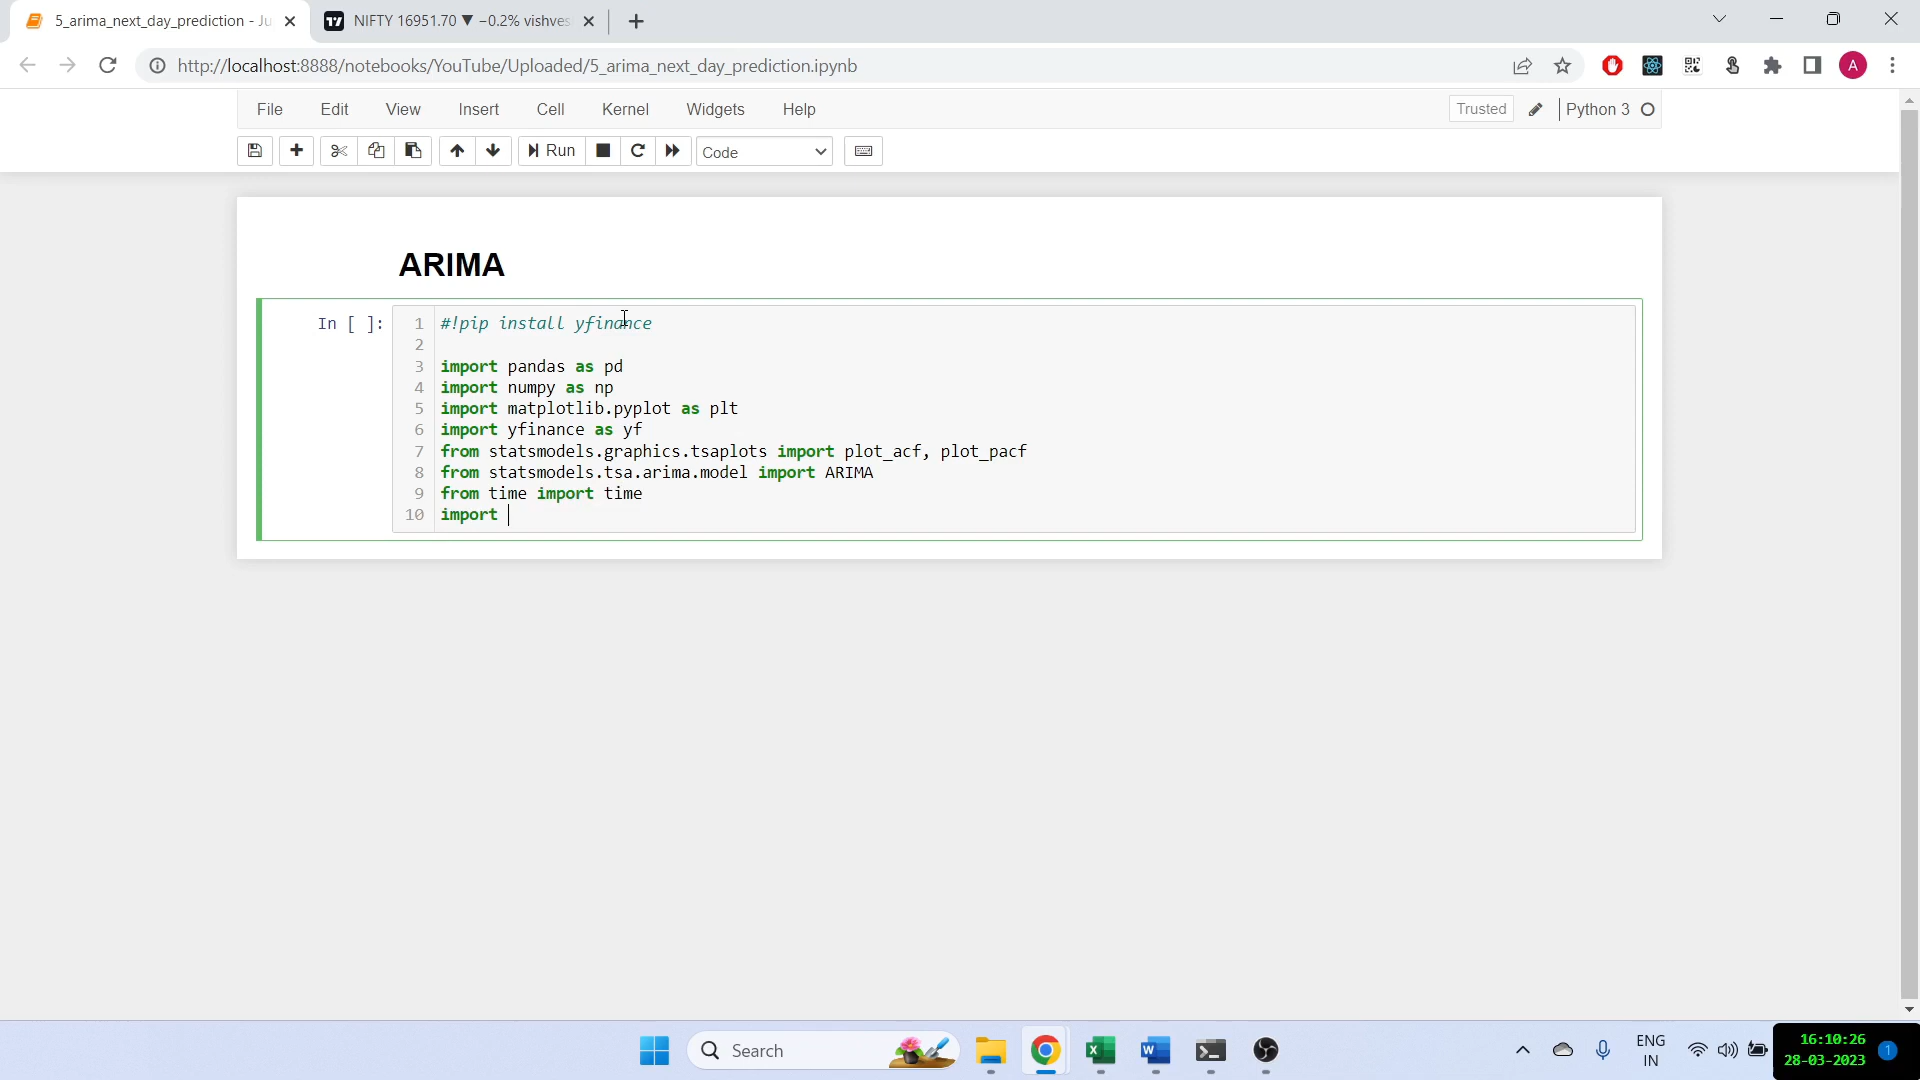 5_arima_next_day_prediction - Ju
NIFTY 16951.70 ▼ −0.2% vishves
http://localhost:8888/notebooks/YouTube/Uploaded/5_arima_next_day_prediction.ipynb
A
File Edit View Insert Cell Kernel Widgets Help
Trusted
Python 3
Run
Code
ARIMA
In [ ]:
1 #!pip install yfinance
2
3 import pandas as pd
4 import numpy as np
5 import matplotlib.pyplot as plt
6 import yfinance as yf
7 from statsmodels.graphics.tsaplots import plot_acf, plot_pacf
8 from statsmodels.tsa.arima.model import ARIMA
9 from time import time
10 import
Search
ENG
IN
16:10:26
28-03-2023
1